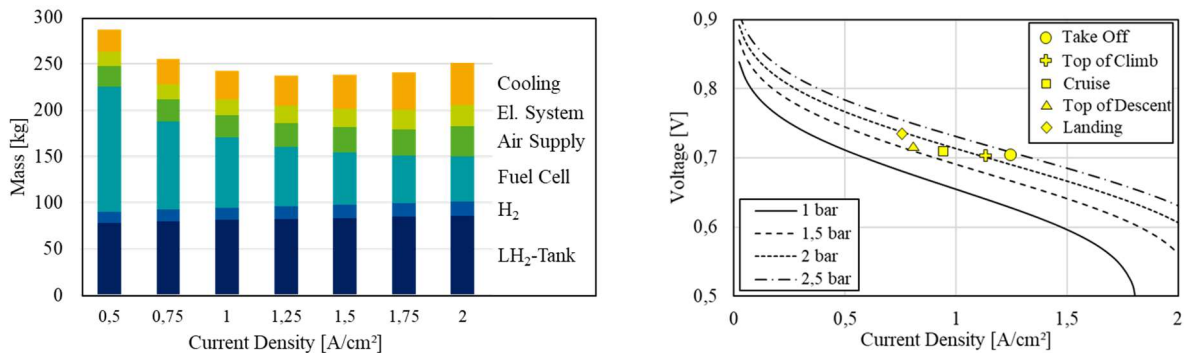 300
250
200
150
100
50
0
Mass [kg]
Cooling
El. System
Air Supply
Fuel Cell
H₂
LH₂-Tank
0,5 0,75 1 1,25 1,5 1,75 2
Current Density [A/cm²]
0,9
0,8
0,7
0,6
0,5
Voltage [V]
Take Off
Top of Climb
Cruise
Top of Descent
Landing
1 bar
1,5 bar
2 bar
2,5 bar
0 0,5 1 1,5 2
Current Density [A/cm²]